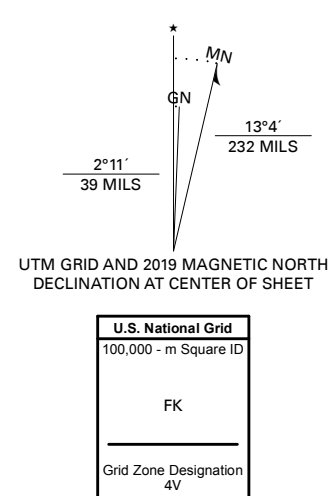 ★
MN
GN
13°4´
232 MILS
2°11´
39 MILS
UTM GRID AND 2019 MAGNETIC NORTH
DECLINATION AT CENTER OF SHEET
U.S. National Grid
100,000 - m Square ID
FK
Grid Zone Designation
4V